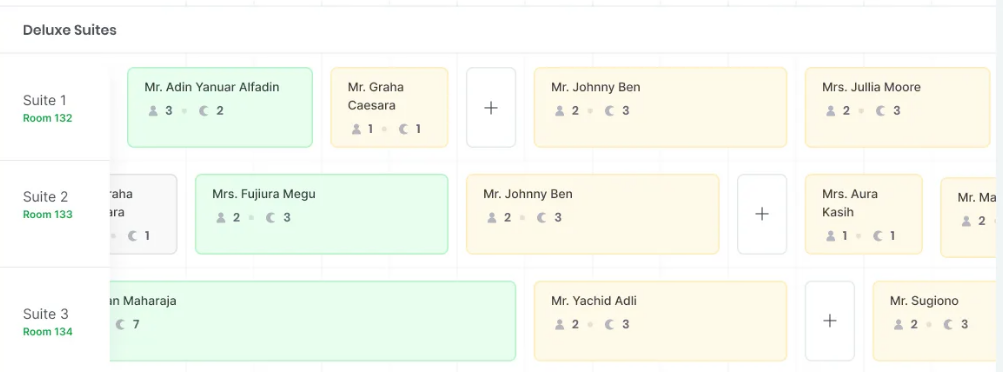 Deluxe Suites
Suite 1
Room 132
Mr. Adin Yanuar Alfadin
3 2
Mr. Graha
Caesara
1 1
+
Mr. Johnny Ben
2 3
Mrs. Jullia Moore
2 3
Suite 2
Room 133
raha
ara
1
Mrs. Fujiura Megu
2 3
Mr. Johnny Ben
2 3
+
Mrs. Aura
Kasih
1 1
Mr. Ma
2
Suite 3
Room 134
an Maharaja
7
Mr. Yachid Adli
2 3
+
Mr. Sugiono
2 3